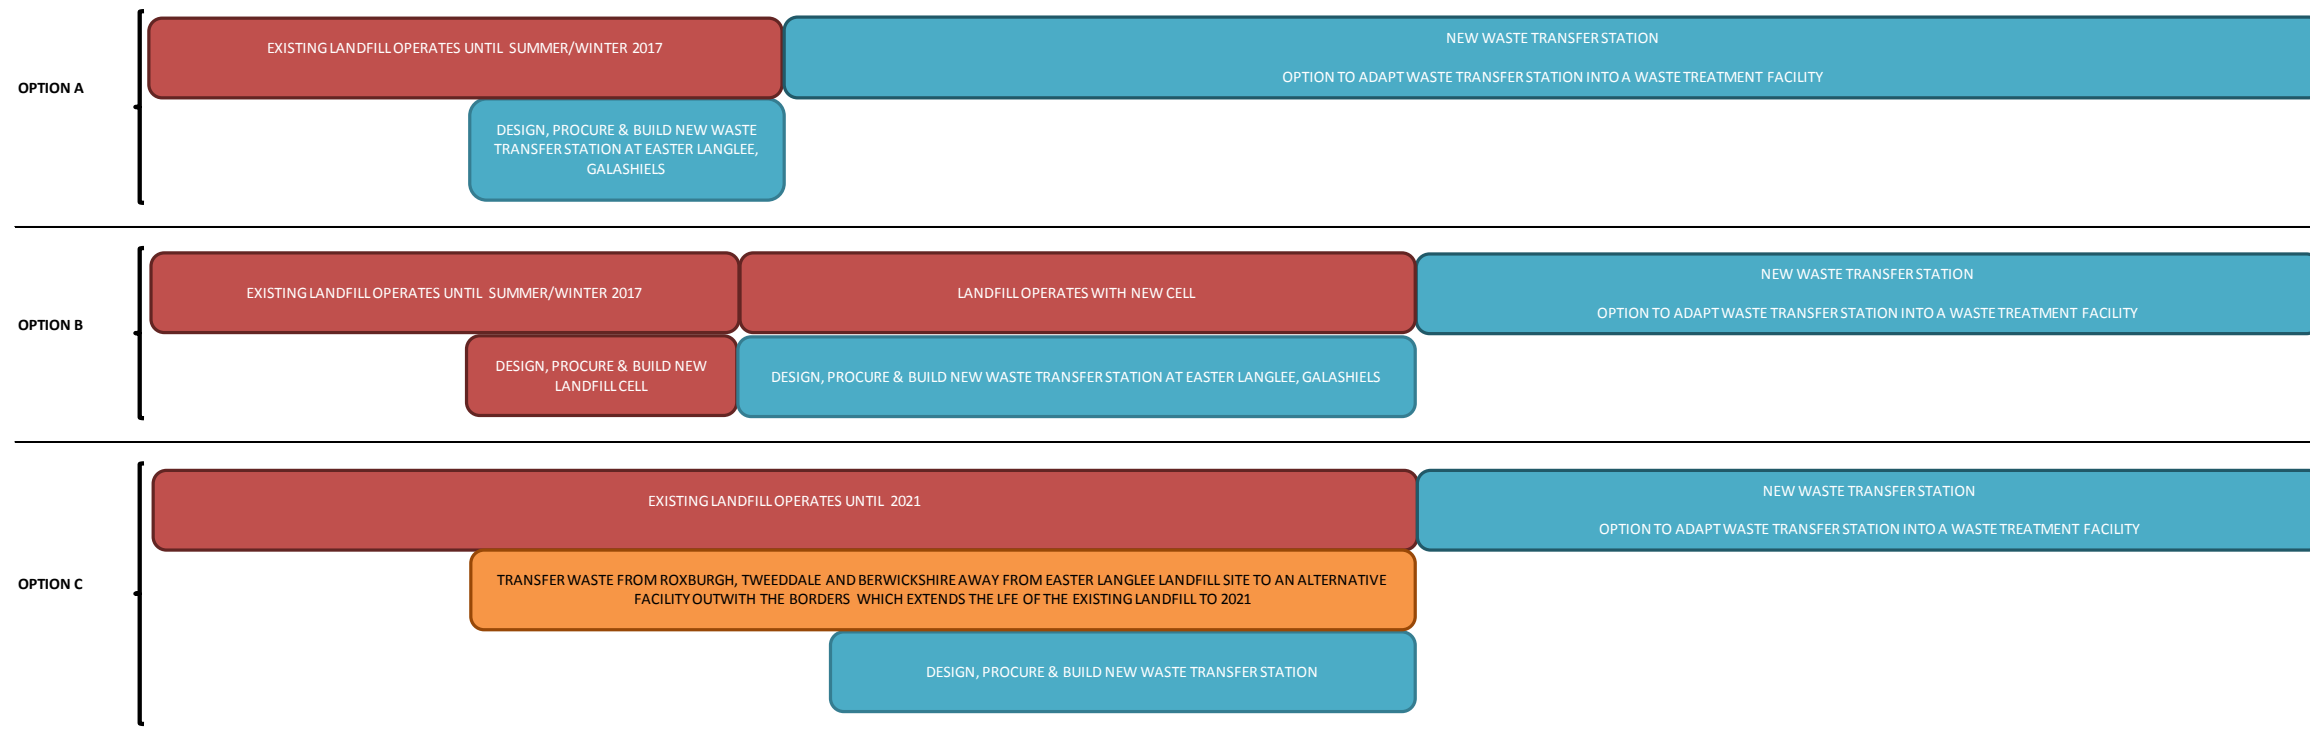 OPTION A
EXISTING LANDFILL OPERATES UNTIL SUMMER/WINTER 2017
NEW WASTE TRANSFER STATION
OPTION TO ADAPT WASTE TRANSFER STATION INTO A WASTE TREATMENT FACILITY
DESIGN, PROCURE & BUILD NEW WASTE
TRANSFER STATION AT EASTER LANGLEE,
GALASHIELS
OPTION B
EXISTING LANDFILL OPERATES UNTIL SUMMER/WINTER 2017
LANDFILL OPERATES WITH NEW CELL
NEW WASTE TRANSFER STATION
OPTION TO ADAPT WASTE TRANSFER STATION INTO A WASTE TREATMENT FACILITY
DESIGN, PROCURE & BUILD NEW
LANDFILL CELL
DESIGN, PROCURE & BUILD NEW WASTE TRANSFER STATION AT EASTER LANGLEE, GALASHIELS
OPTION C
EXISTING LANDFILL OPERATES UNTIL 2021
NEW WASTE TRANSFER STATION
OPTION TO ADAPT WASTE TRANSFER STATION INTO A WASTE TREATMENT FACILITY
TRANSFER WASTE FROM ROXBURGH, TWEEDDALE AND BERWICKSHIRE AWAY FROM EASTER LANGLEE LANDFILL SITE TO AN ALTERNATIVE
FACILITY OUTWITH THE BORDERS WHICH EXTENDS THE LFE OF THE EXISTING LANDFILL TO 2021
DESIGN, PROCURE & BUILD NEW WASTE TRANSFER STATION